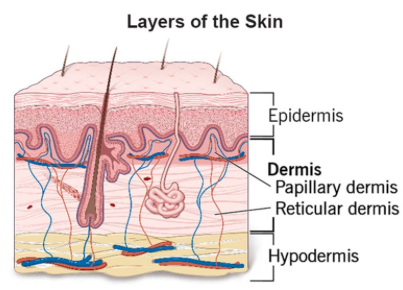 Layers of the Skin
Epidermis
Dermis
Papillary dermis
Reticular dermis
Hypodermis